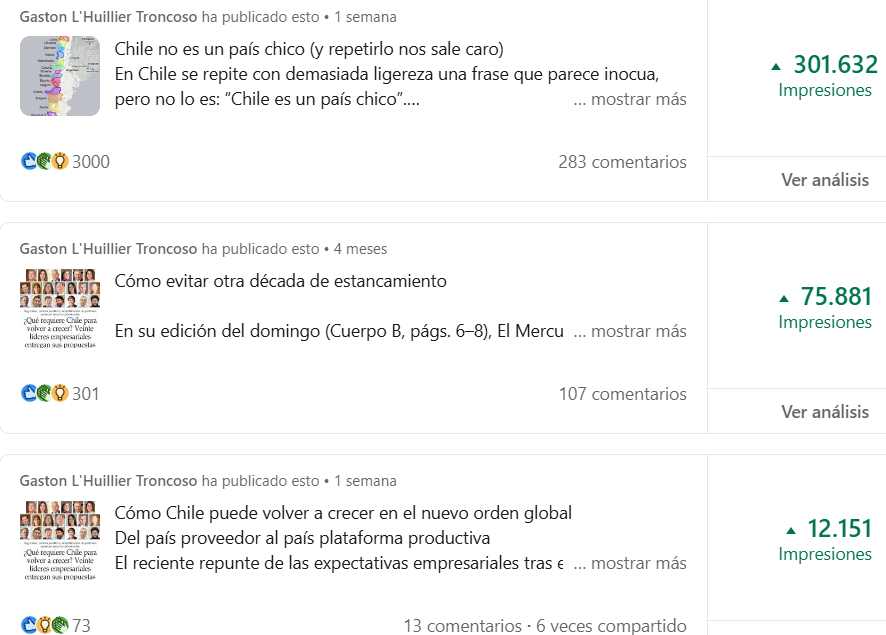 Gaston L'Huillier Troncoso ha publicado esto • 1 semana
Chile no es un país chico (y repetirlo nos sale caro)
En Chile se repite con demasiada ligereza una frase que parece inocua,
pero no lo es: “Chile es un país chico”....
... mostrar más
3000
283 comentarios
301.632
Impresiones
Ver análisis
Gaston L'Huillier Troncoso ha publicado esto • 4 meses
¿Qué requiere Chile para
volver a crecer? Veinte
líderes empresariales
entregan sus propuestas
Cómo evitar otra década de estancamiento
En su edición del domingo (Cuerpo B, págs. 6–8), El Mercu
... mostrar más
301
107 comentarios
75.881
Impresiones
Ver análisis
Gaston L'Huillier Troncoso ha publicado esto • 1 semana
¿Qué requiere Chile para
volver a crecer? Veinte
líderes empresariales
entregan sus propuestas
Cómo Chile puede volver a crecer en el nuevo orden global
Del país proveedor al país plataforma productiva
El reciente repunte de las expectativas empresariales tras e
... mostrar más
73
13 comentarios · 6 veces compartido
12.151
Impresiones